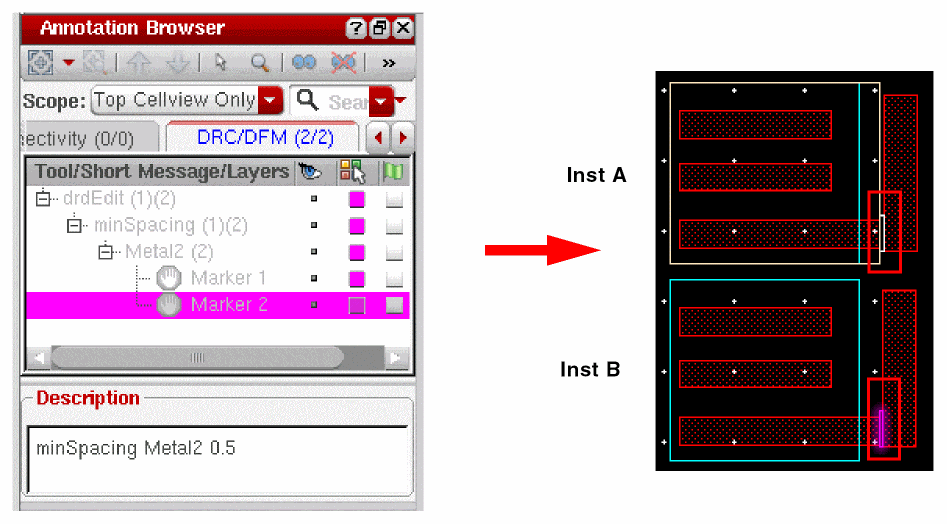 Annotation Browser
Scope: Top Cellview Only Sear
ectivity (0/0) DRC/DFM (2/2)
Tool/Short Message/Layers
drdEdit (1)(2)
minSpacing (1)(2)
Metal2 (2)
Marker 1
Marker 2
Description
minSpacing Metal2 0.5
Inst A
Inst B